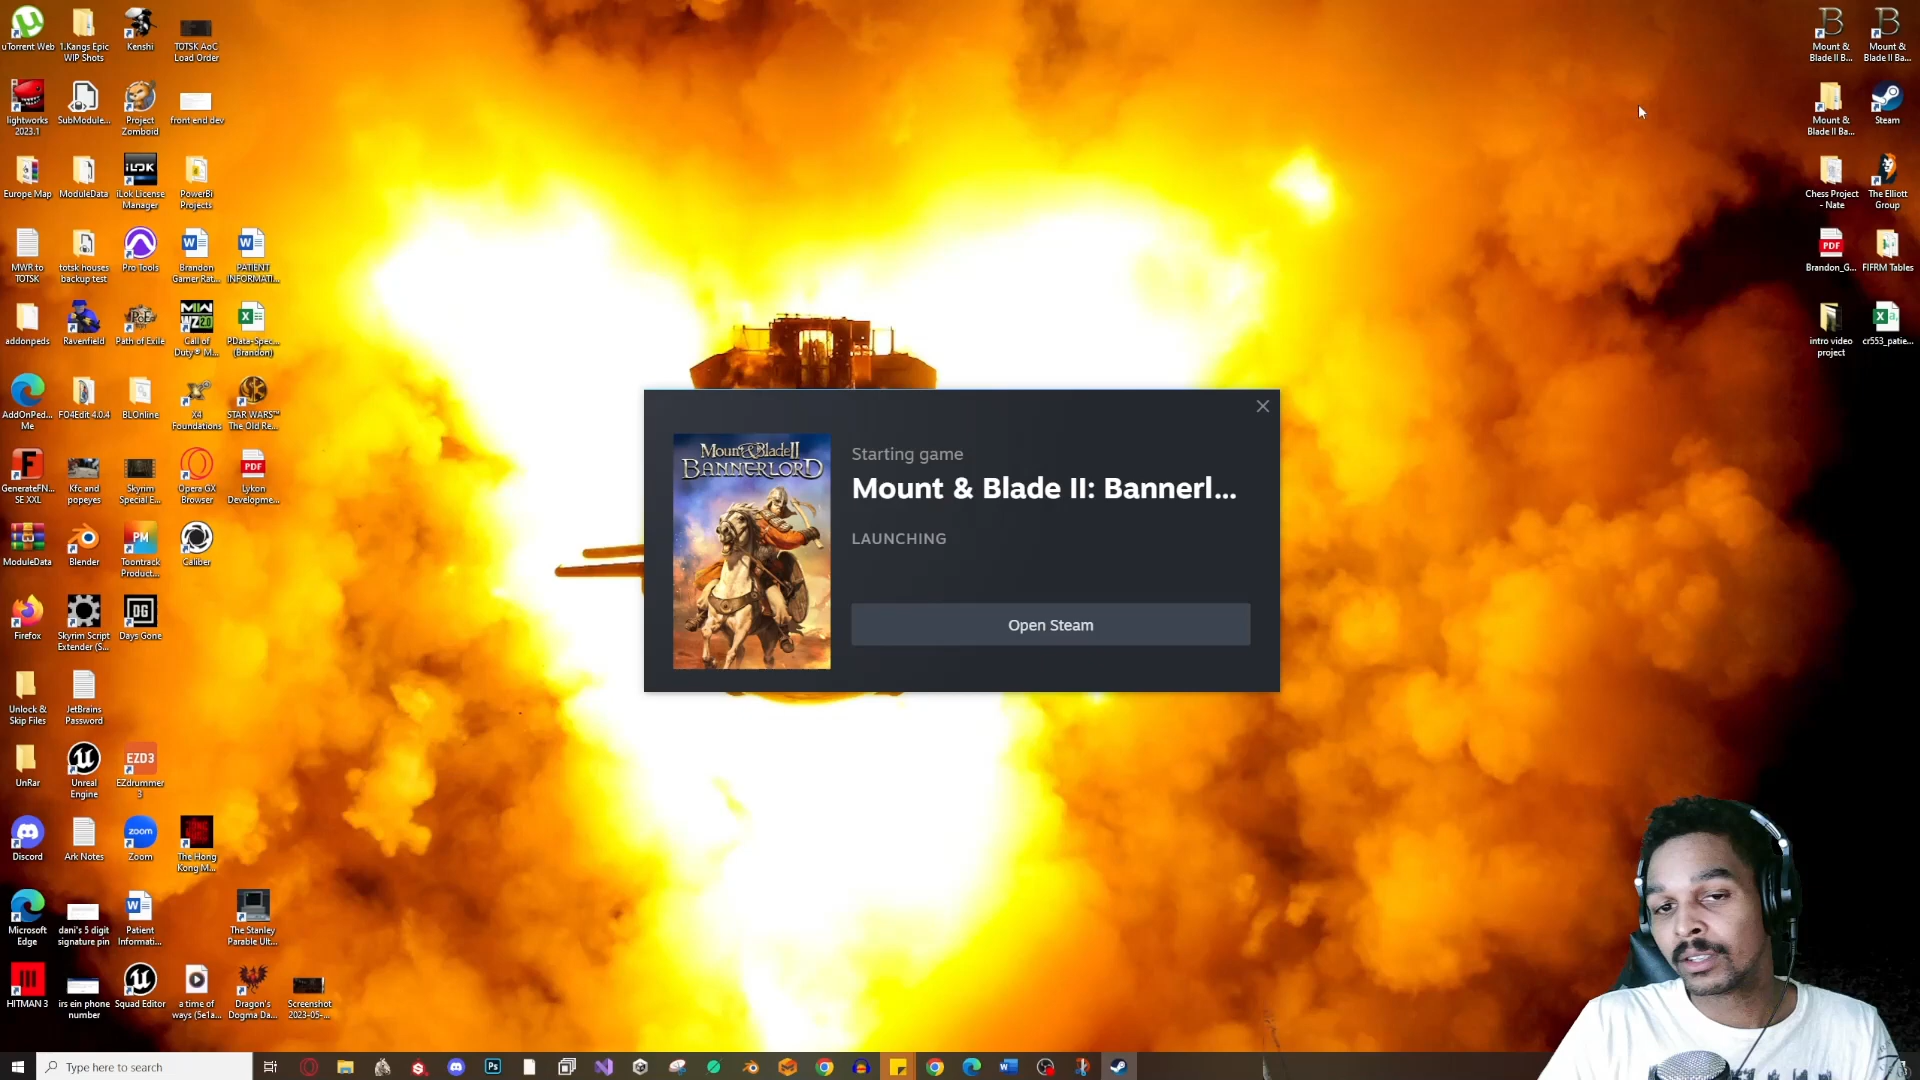 uTorrent Web
1.Kangs Epic
WIP Shots
Kenshi
TOTSK AoC
Load Order
lightworks
2023.1
SubModule...
Project
Zomboid
front end dev
Europe Map
ModuleData
iLOK
iLok License
Manager
PowerBi
Projects
MWR to
TOTSK
totsk houses
backup test
Pro Tools
Brandon
Gamer Rat...
PATIENT
INFORMATI...
addonpeds
Ravenfield
Path of Exile
Call of
Duty® M...
PData-Spec...
(Brandon)
AddOnPed...
Me
FO4Edit 4.0.4
BLOnline
X4
Foundations
STAR WARS™
The Old Re...
GenerateFN...
SE XXL
Kfc and
popeyes
Skyrim
Special E...
Opera GX
Browser
PDF
Lykon
Developme...
ModuleData
Blender
PM
Toontrack
Product...
Caliber
Firefox
Skyrim Script
Extender (S...
DG
Days Gone
Unlock &
Skip Files
JetBrains
Password
UnRar
Unreal
Engine
EZD3
EZdrummer
3
Discord
Ark Notes
zoom
Zoom
The Hong
Kong M...
Microsoft
Edge
dani's 5 digit
signature pin
Patient
Informati...
The Stanley
Parable Ult...
HITMAN 3
irs ein phone
number
Squad Editor
a time of
ways (5e1a...
Dragon's
Dogma Da...
Screenshot
2023-05-...
Mount & Blade II
BANNERLORD
Starting game
Mount & Blade II: Bannerl...
LAUNCHING
Open Steam
Mount &
Blade II B...
Mount &
Blade II Ba...
Mount &
Blade II Ba...
Steam
Chess Project
- Nate
The Elliott
Group
PDF
Brandon_G...
FIFRM Tables
intro video
project
cr553_patie...
Type here to search